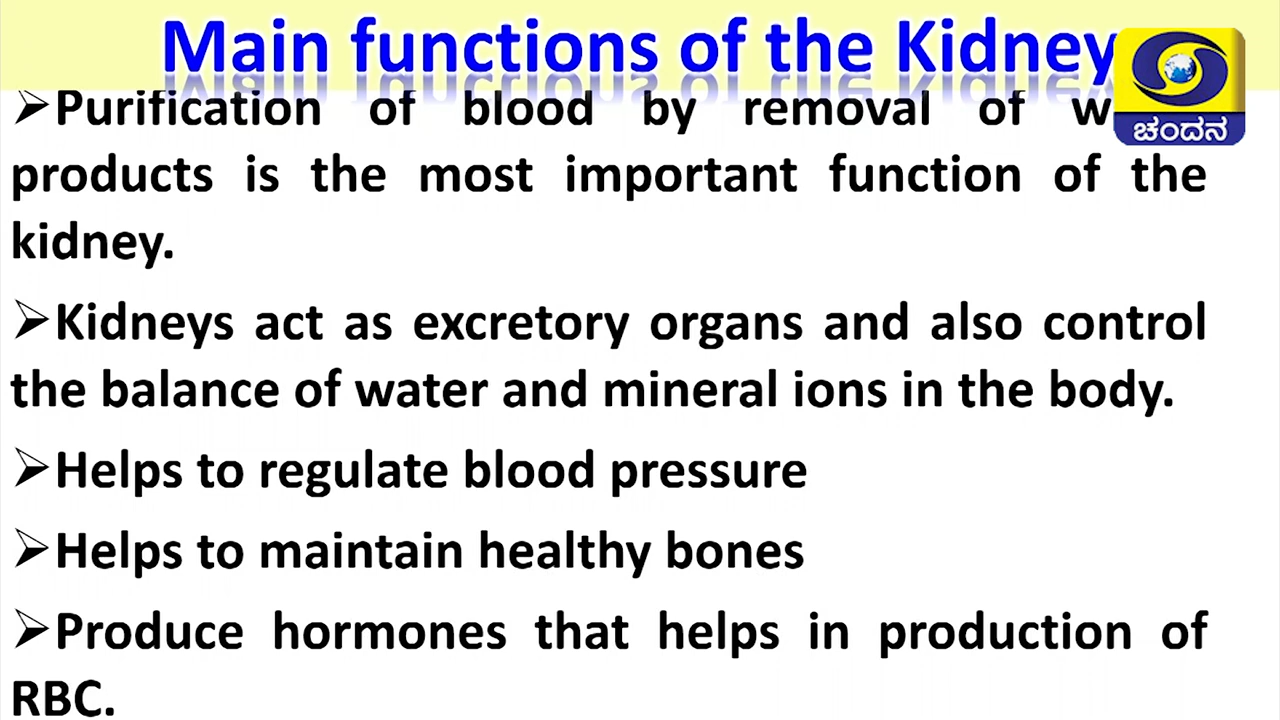 Main functions of the Kidney
ಚಂದನ
➢Purification of blood by removal of
products is the most important function of the
kidney.
➢Kidneys act as excretory organs and also control
the balance of water and mineral ions in the body.
➢Helps to regulate blood pressure
➢Helps to maintain healthy bones
➢Produce hormones that helps in production of
RBC.